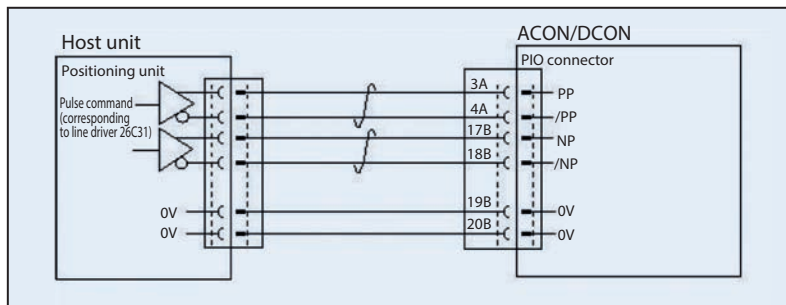 Host unit
Positioning unit
Pulse command
(corresponding
to line driver 26C31)
0V
0V
ACON/DCON
PIO connector
3A
PP
4A
/PP
17B
NP
18B
/NP
19B
0V
20B
0V